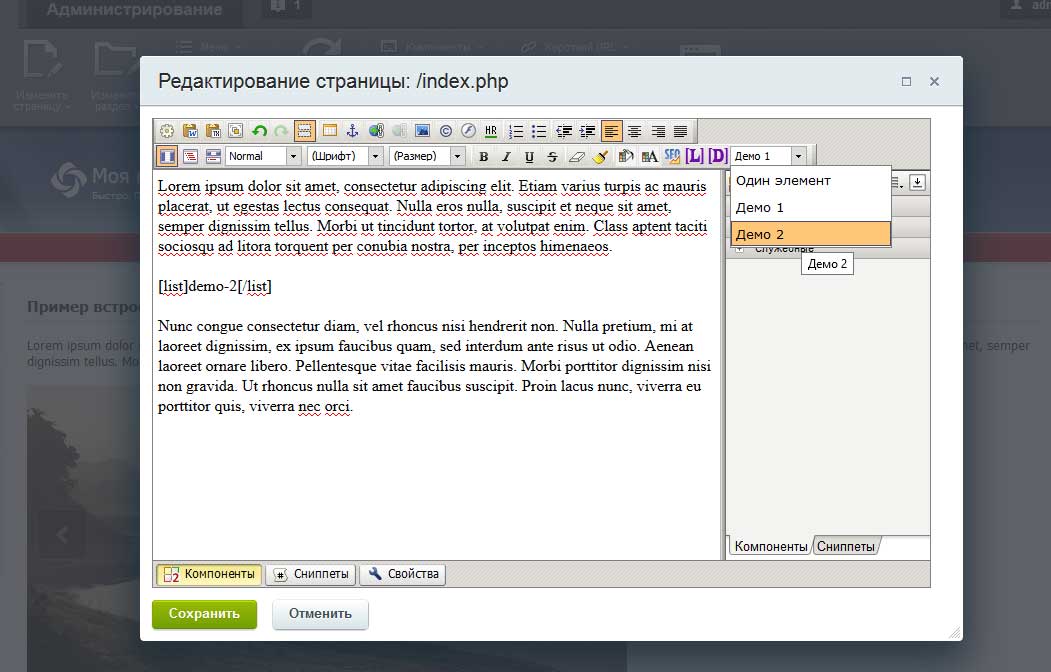 Администрирование
1
Меню
Компоненты
Короткий URL
Изменить
страницу
Изменить
раздел
Редактирование страницы: /index.php
HR
Normal
(Шрифт)
(Размер)
B I U S
SEO
[L] [D]
Демо 1
Один элемент
Демо 1
Демо 2
Служебные
Демо 2
Lorem ipsum dolor sit amet, consectetur adipiscing elit. Etiam varius turpis ac mauris
placerat, ut egestas lectus consequat. Nulla eros nulla, suscipit et neque sit amet,
semper dignissim tellus. Morbi ut tincidunt tortor, at volutpat enim. Class aptent taciti
sociosqu ad litora torquent per conubia nostra, per inceptos himenaeos.
[list]demo-2[/list]
Nunc congue consectetur diam, vel rhoncus nisi hendrerit non. Nulla pretium, mi at
laoreet dignissim, ex ipsum faucibus quam, sed interdum ante risus ut odio. Aenean
laoreet ornare libero. Pellentesque vitae facilisis mauris. Morbi porttitor dignissim nisi
non gravida. Ut rhoncus nulla sit amet faucibus suscipit. Proin lacus nunc, viverra eu
porttitor quis, viverra nec orci.
Компоненты
Сниппеты
Компоненты
Сниппеты
Свойства
Сохранить
Отменить
Моя
Быстро.
Пример встро
Lorem ipsum dolor
dignissim tellus. Mo
met, semper